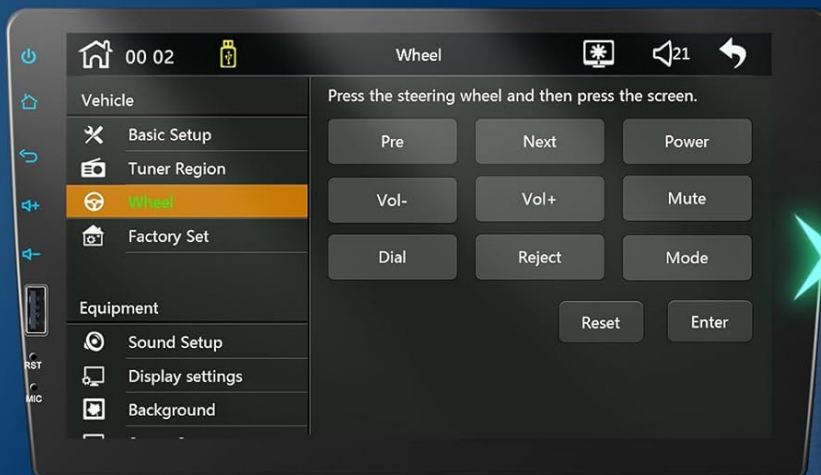 00 02
Wheel
21
Vehicle
Basic Setup
Tuner Region
Wheel
Factory Set
Equipment
Sound Setup
Display settings
Background
Press the steering wheel and then press the screen.
Pre
Next
Power
Vol-
Vol+
Mute
Dial
Reject
Mode
Reset
Enter
RST
MIC